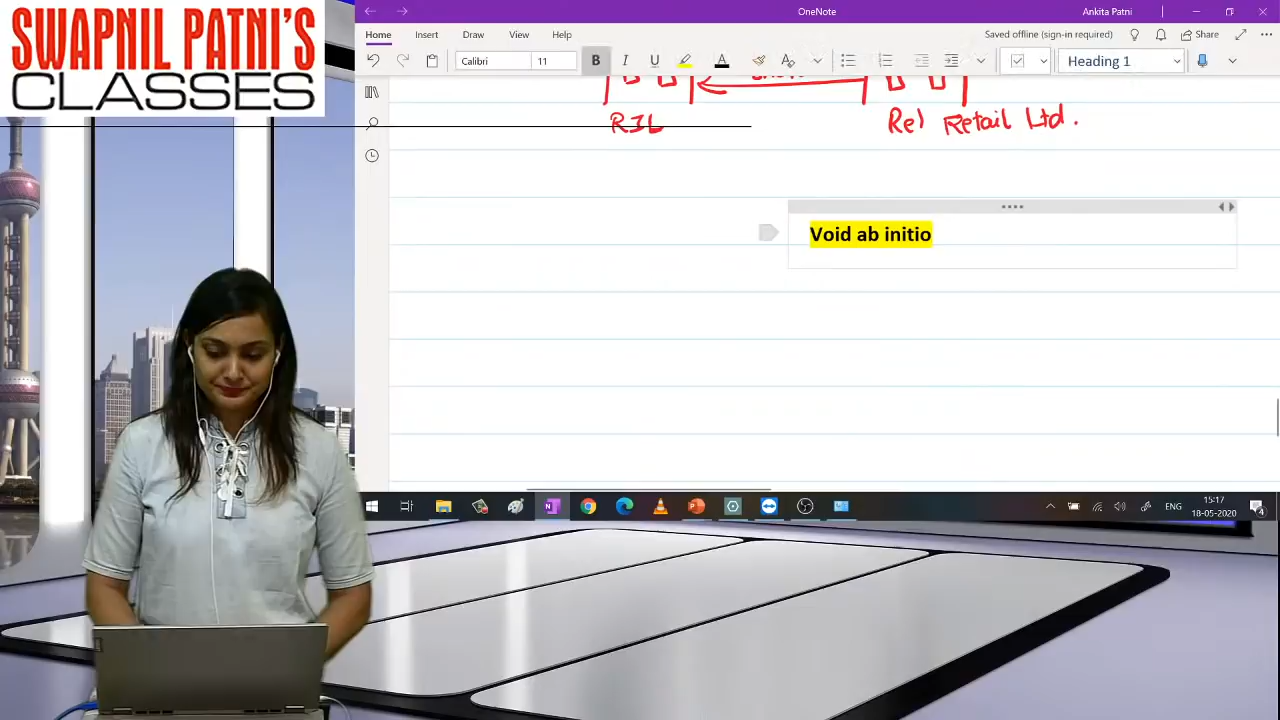 SWAPNIL PATNI'S
CLASSES
OneNote
Ankita Patni
Home Insert Draw View Help
Saved offline (sign-in required)
Share
Calibri 11 B I U A
Heading 1
RIL
Rel Retail Ltd.
Void ab initio
ENG
15:17
18-05-2020